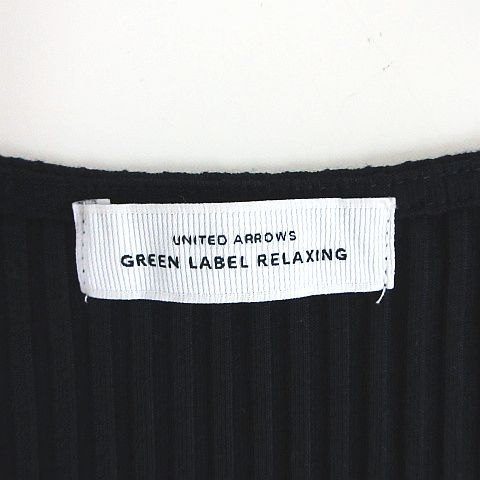 UNITED ARROWS
GREEN LABEL RELAXING